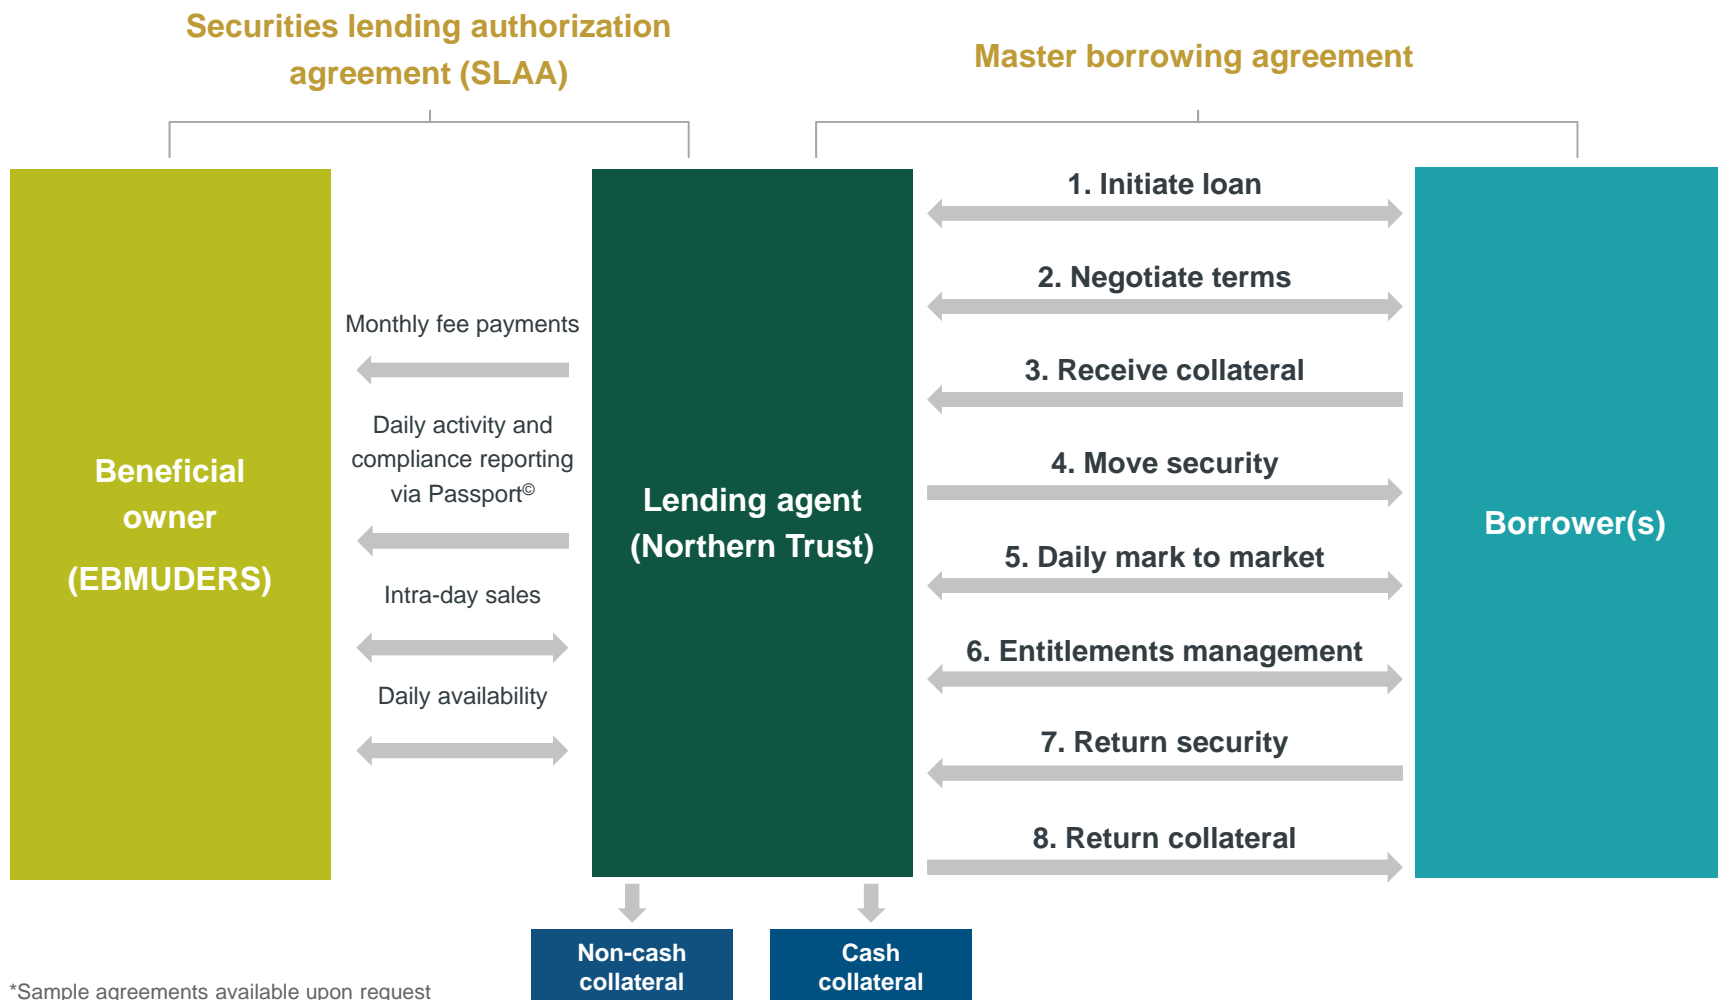 Securities lending authorization
agreement (SLAA)
Master borrowing agreement
Beneficial
owner
(EBMUDERS)
Monthly fee payments
Daily activity and
compliance reporting
via Passport©
Intra-day sales
Daily availability
Lending agent
(Northern Trust)
1. Initiate loan
2. Negotiate terms
3. Receive collateral
4. Move security
5. Daily mark to market
6. Entitlements management
7. Return security
8. Return collateral
Borrower(s)
Non-cash
collateral
Cash
collateral
*Sample agreements available upon request